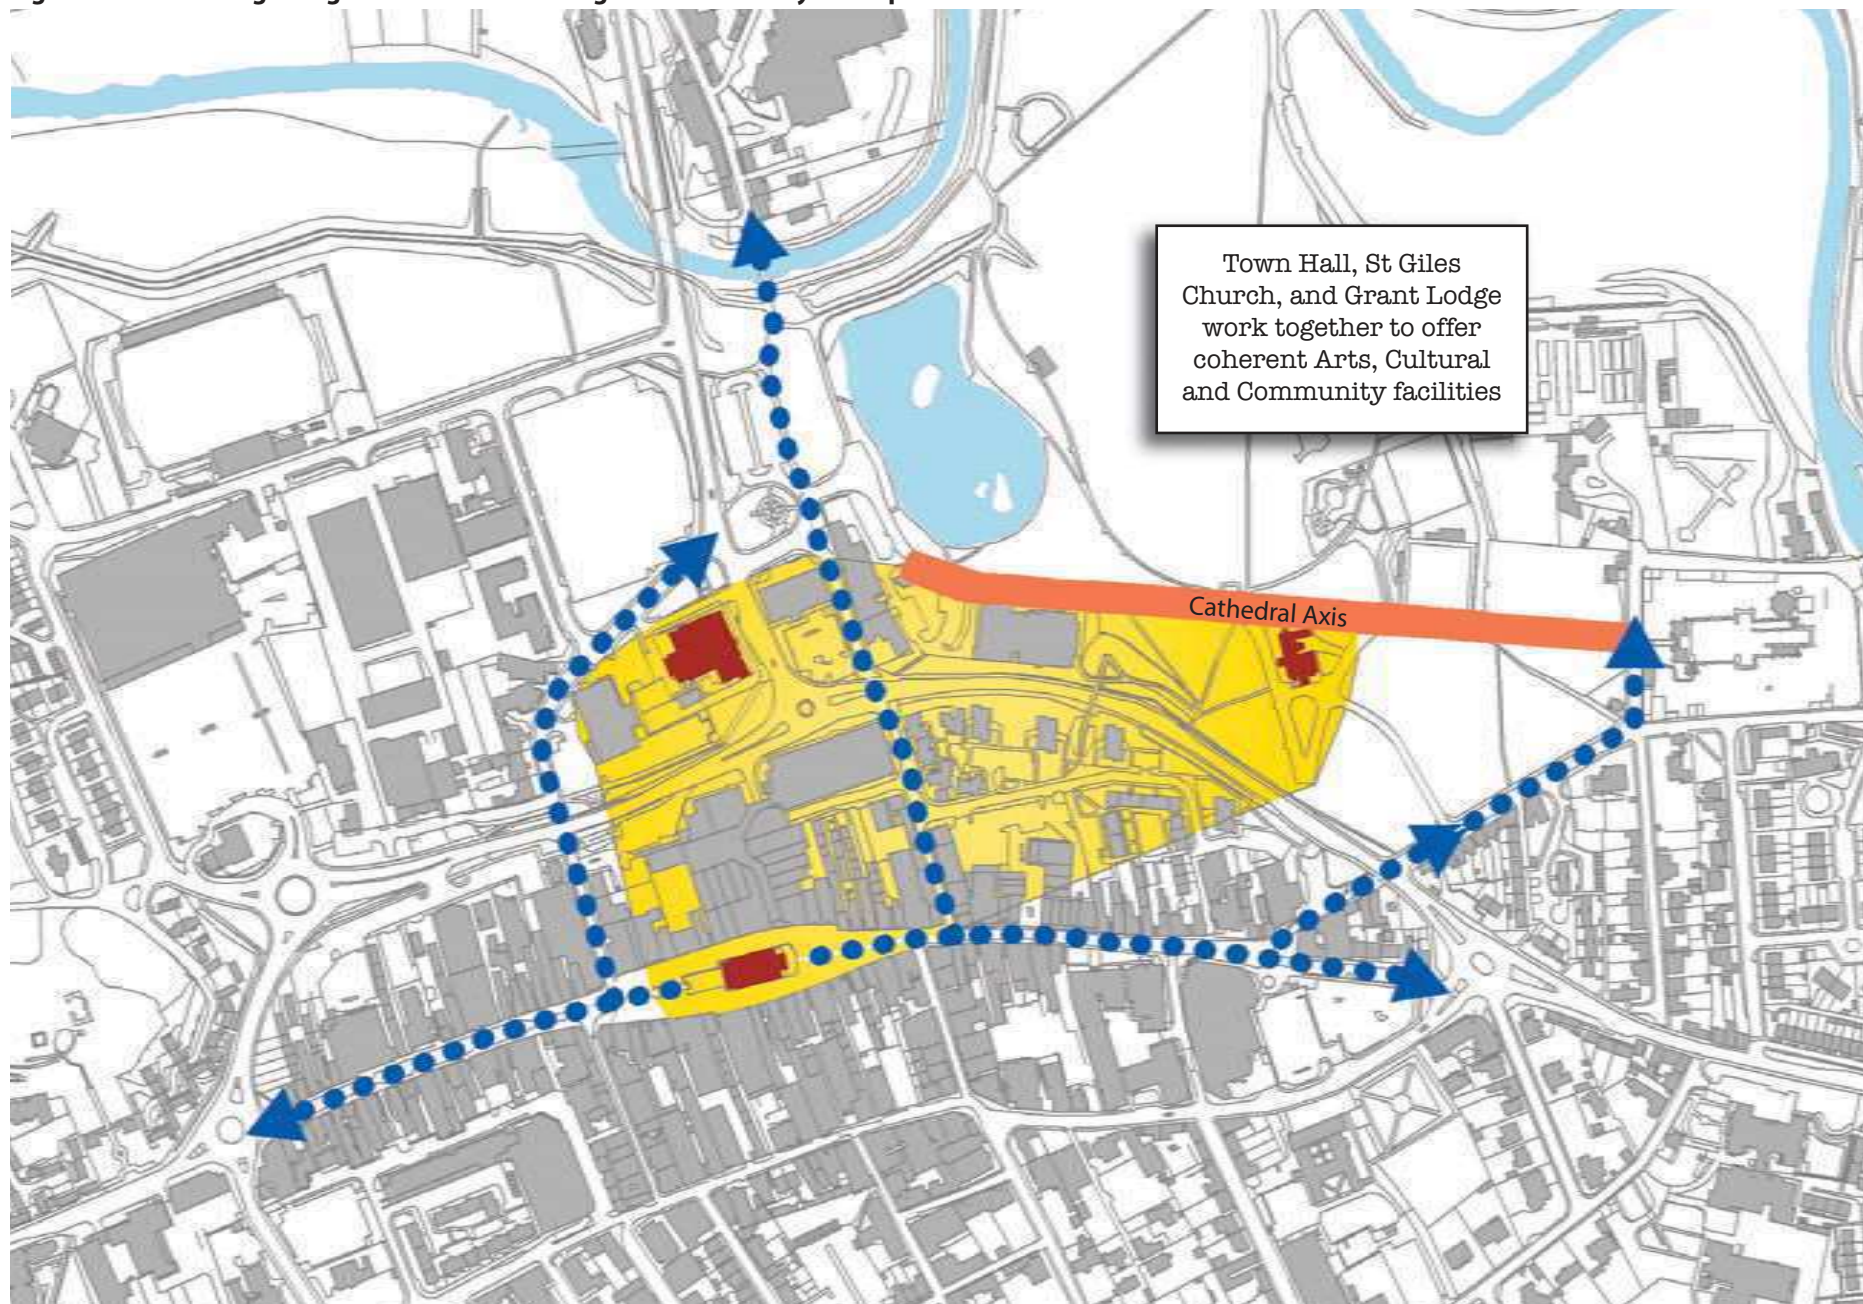 Town Hall, St Giles
Church, and Grant Lodge
work together to offer
coherent Arts, Cultural
and Community facilities
Cathedral Axis